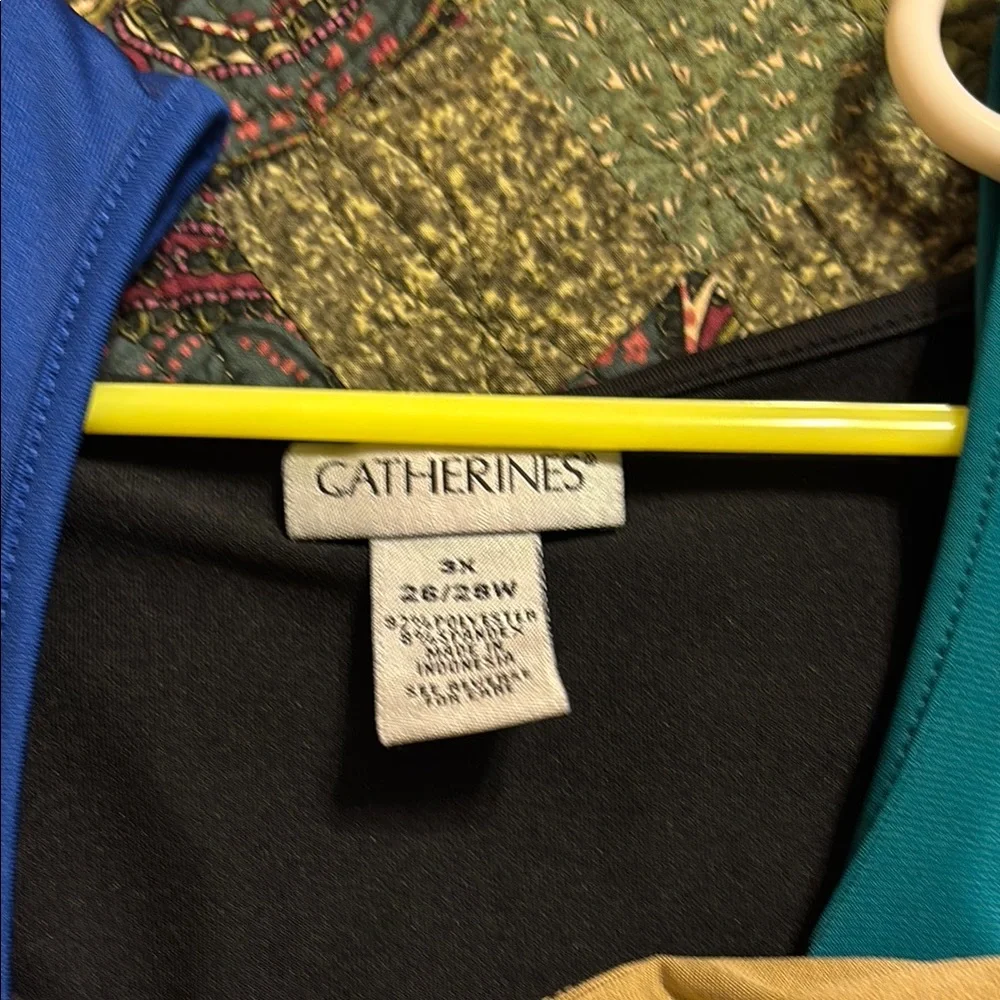 CATHERINES®
3X
26/28W
92% POLYESTER
8% SPANDEX
MADE IN
INDONESIA
SEE REVERSE
FOR CARE